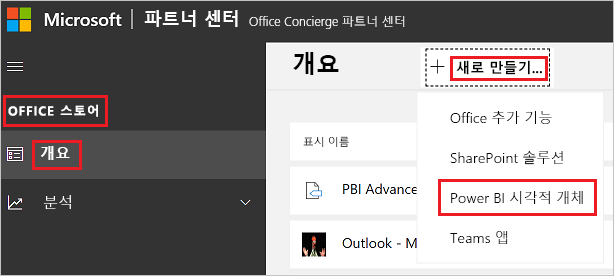 Microsoft 파트너 센터 Office Concierge 파트너 센터
OFFICE 스토어
개요
분석
개요
+ 새로 만들기...
Office 추가 기능
SharePoint 솔루션
Power BI 시각적 개체
Teams 앱
표시 이름
PBI Advance
Outlook - M